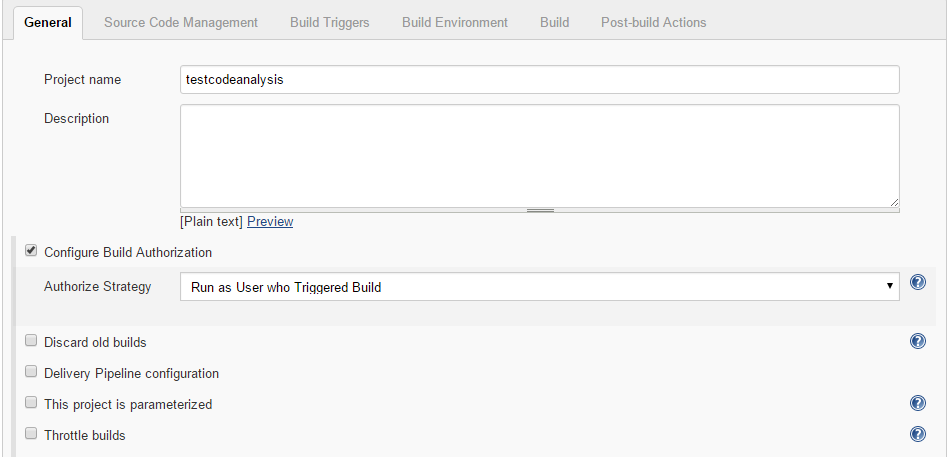 General Source Code Management Build Triggers Build Environment Build Post-build Actions
Project name testcodeanalysis
Description
[Plain text] Preview
Configure Build Authorization
Authorize Strategy Run as User who Triggered Build
Discard old builds
Delivery Pipeline configuration
This project is parameterized
Throttle builds